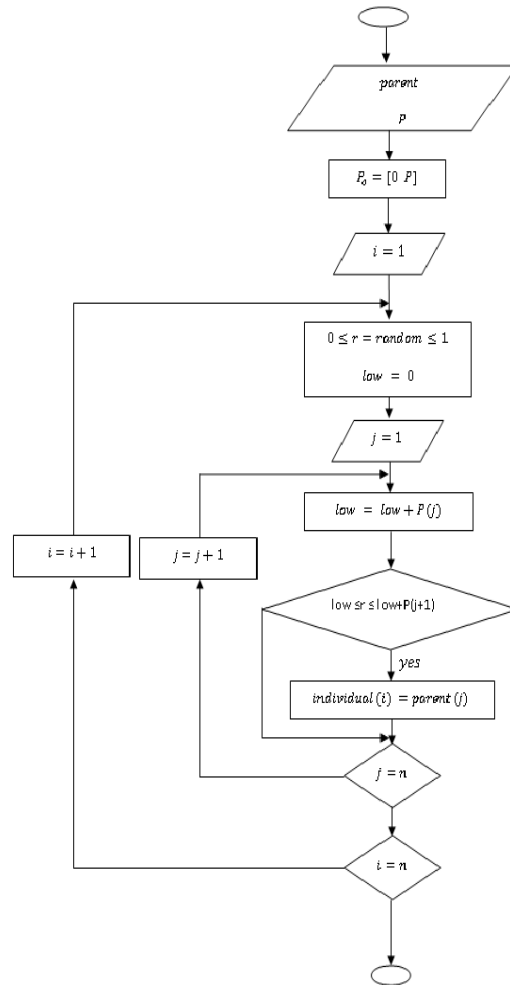 parent
p
P₀ = [0 P]
i = 1
0 ≤ r = random ≤ 1
low = 0
j = 1
low = low + P(j)
i = i + 1
j = j + 1
low ≤r ≤low+P(j+1)
yes
individual (i) = parent (j)
j = n
i = n